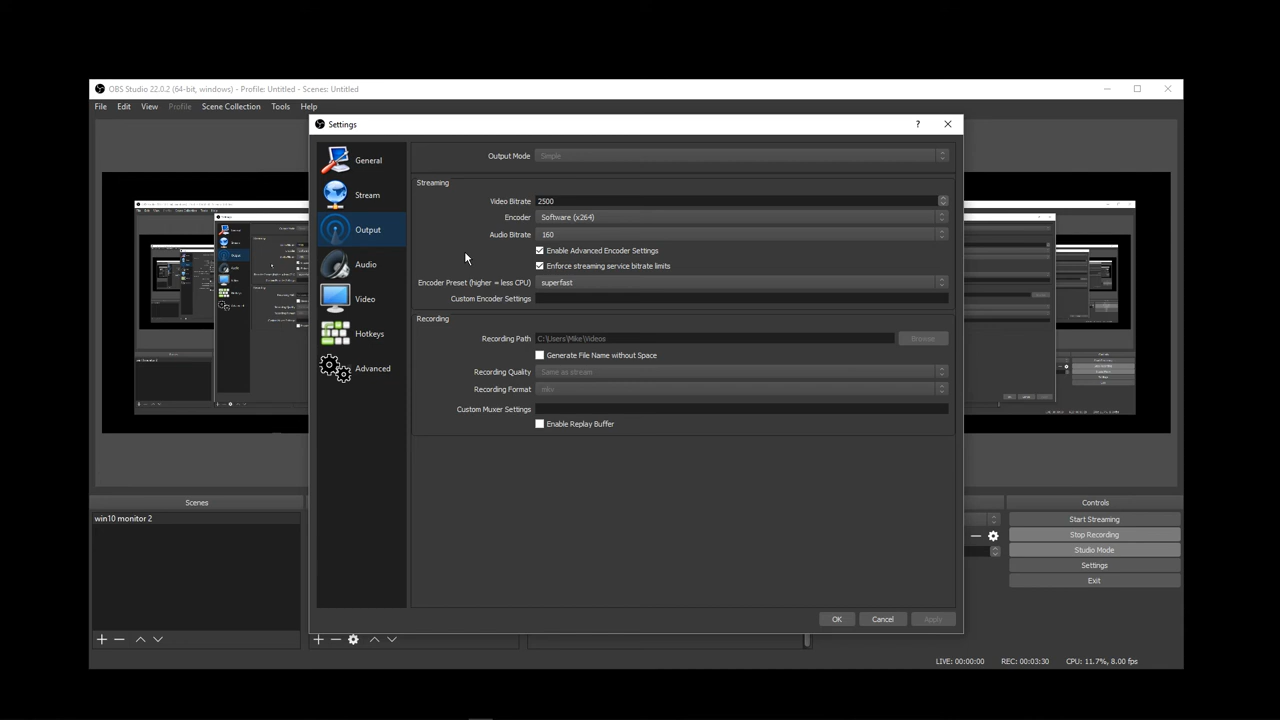 OBS Studio 22.0.2 (64-bit, windows) - Profile: Untitled - Scenes: Untitled
File Edit View Profile Scene Collection Tools Help
Settings
?
General
Stream
Output
Audio
Video
Hotkeys
Advanced
Output Mode Simple
Streaming
Video Bitrate 2500
Encoder Software (x264)
Audio Bitrate 160
Enable Advanced Encoder Settings
Enforce streaming service bitrate limits
Encoder Preset (higher = less CPU) superfast
Custom Encoder Settings
Recording
Recording Path C:\Users\Mike\Videos Browse
Generate File Name without Space
Recording Quality Same as stream
Recording Format mkv
Custom Muxer Settings
Enable Replay Buffer
OK Cancel Apply
Scenes
win10 monitor 2
Controls
Start Streaming
Stop Recording
Studio Mode
Settings
Exit
LIVE: 00:00:00 REC: 00:03:30 CPU: 11.7%, 8.00 fps